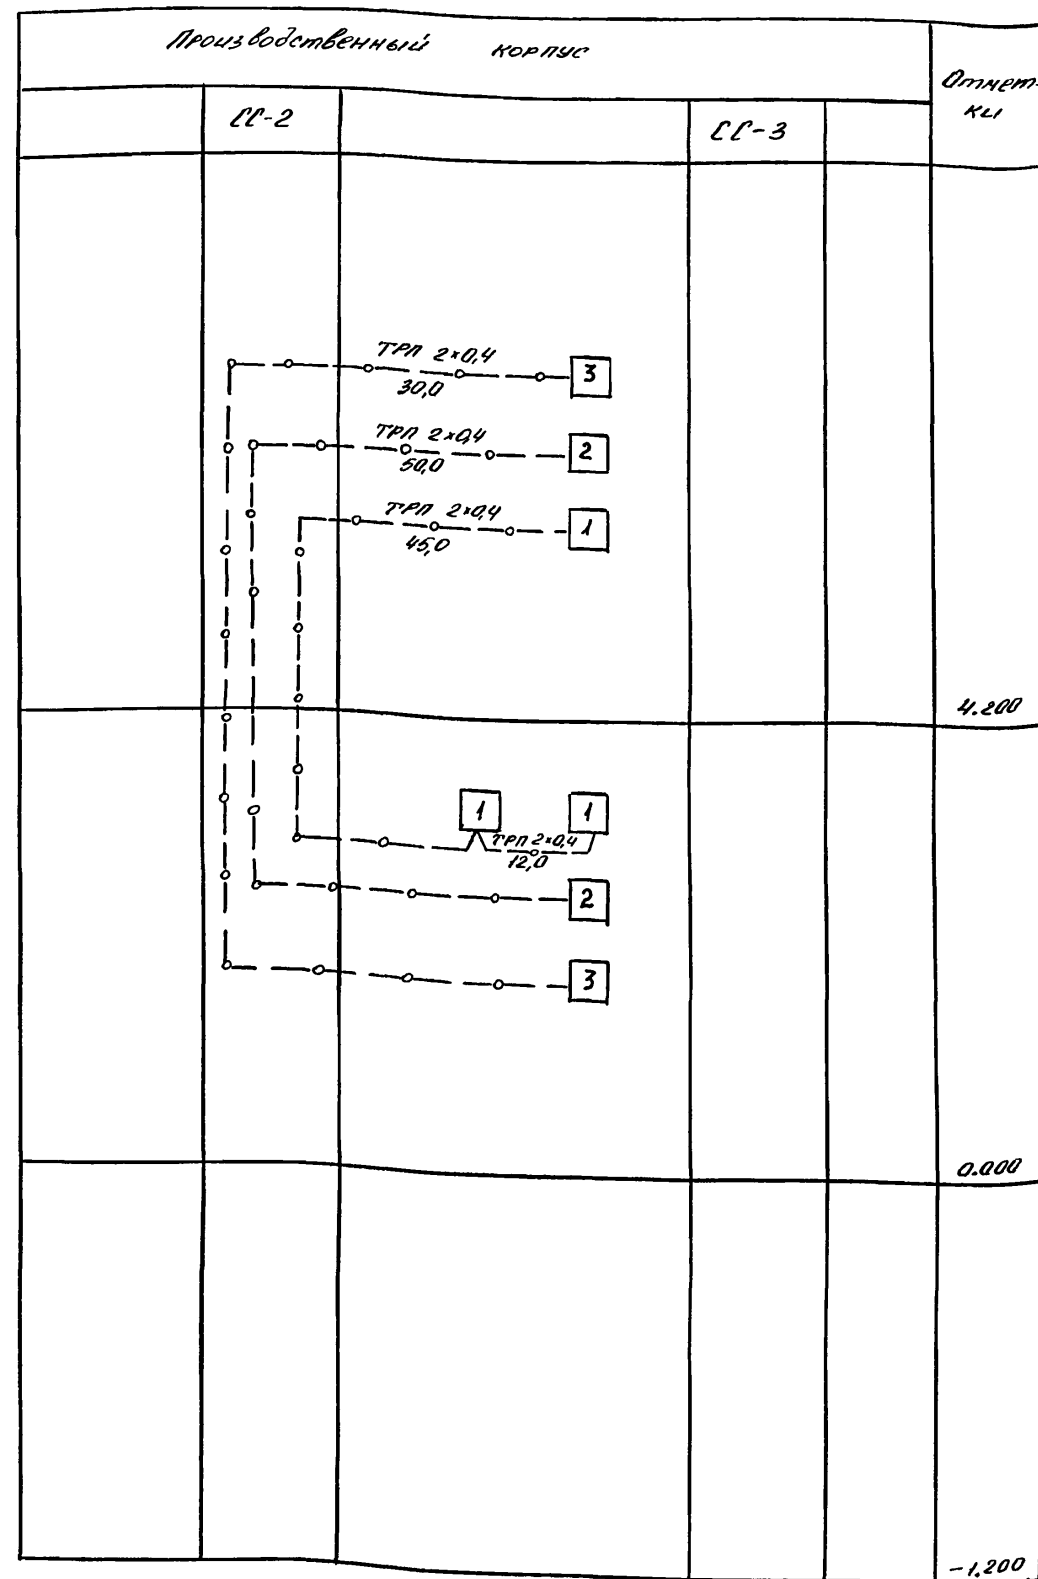 Производственный корпус
Отмет-
ки
СС-2
СС-3
ТРП 2×0,4
30,0
3
ТРП 2×0,4
50,0
2
ТРП 2×0,4
45,0
1
4.200
1
1
ТРП 2×0,4
12,0
2
3
0.000
-1.200